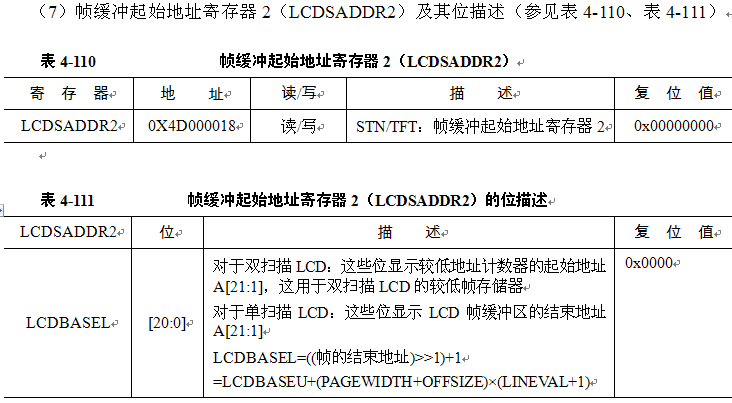 （7）帧缓冲起始地址寄存器 2（LCDSADDR2）及其位描述（参见表 4-110、表 4-111）
表 4-110 帧缓冲起始地址寄存器 2（LCDSADDR2）
寄 存 器 地 址 读/写 描 述 复 位 值
LCDSADDR2 0X4D000018 读/写 STN/TFT：帧缓冲起始地址寄存器 2 0x00000000
表 4-111 帧缓冲起始地址寄存器 2（LCDSADDR2）的位描述
LCDSADDR2 位 描 述 复 位 值
对于双扫描 LCD：这些位显示较低地址计数器的起始地址 0x0000
A[21:1]，这用于双扫描 LCD 的较低帧存储器
对于单扫描 LCD：这些位显示 LCD 帧缓冲区的结束地址
LCDBASEL [20:0] A[21:1]
LCDBASEL=((帧的结束地址)>>1)+1
=LCDBASEU+(PAGEWIDTH+OFFSIZE)×(LINEVAL+1)